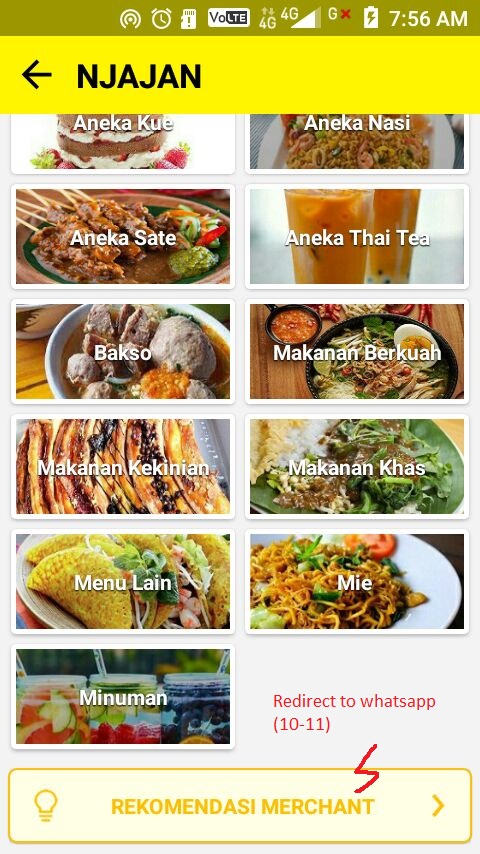 VoLTE 4G 4G G 7:56 AM
NJAJAN
Aneka Kue Aneka Nasi
Aneka Sate Aneka Thai Tea
Bakso Makanan Berkuah
Makanan Kekinian Makanan Khas
Menu Lain Mie
Minuman
Redirect to whatsapp
(10-11)
REKOMENDASI MERCHANT